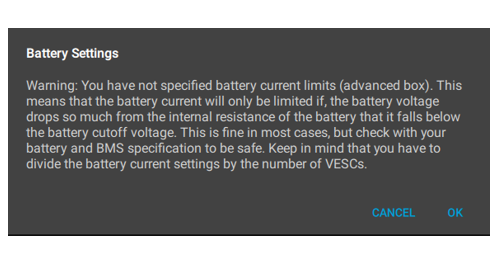 Battery Settings
Warning: You have not specified battery current limits (advanced box). This
means that the battery current will only be limited if, the battery voltage
drops so much from the internal resistance of the battery that it falls below
the battery cutoff voltage. This is fine in most cases, but check with your
battery and BMS specification to be safe. Keep in mind that you have to
divide the battery current settings by the number of VESCs.
CANCEL OK